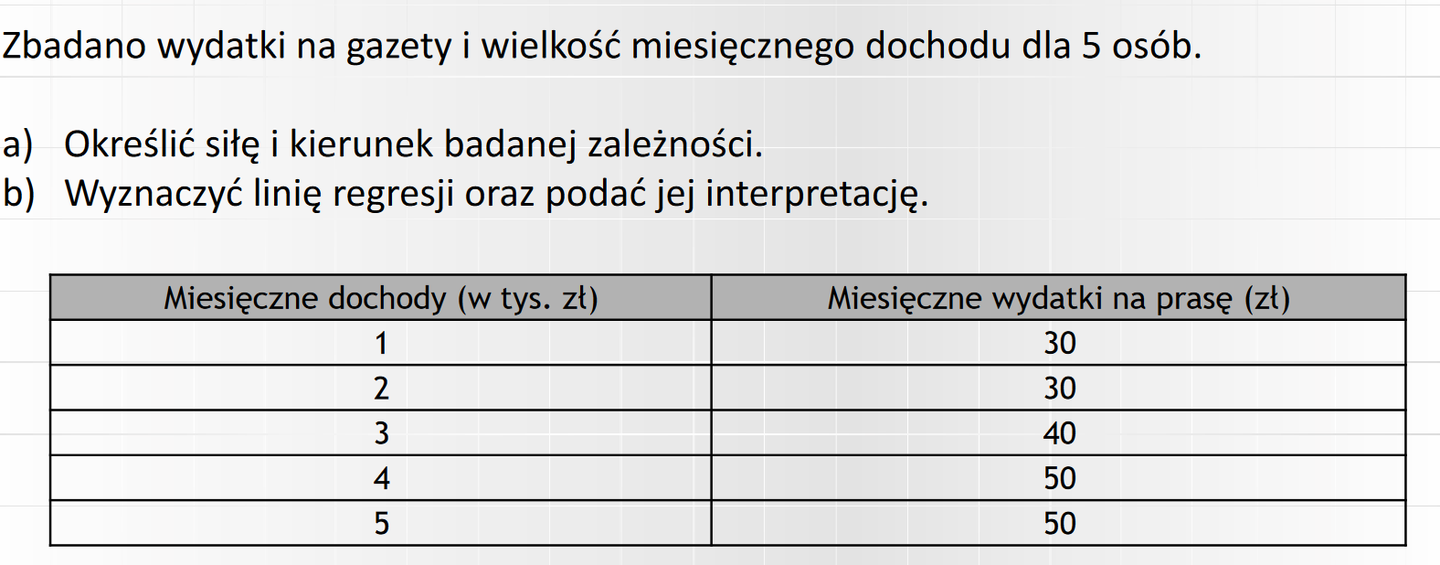 Zbadano wydatki na gazety i wielkość miesięcznego dochodu dla 5 osób.
a) Określić siłę i kierunek badanej zależności.
b) Wyznaczyć linię regresji oraz podać jej interpretację.
Miesięczne dochody (w tys. zł) Miesięczne wydatki na prasę (zł)
1 30
2 30
3 40
4 50
5 50